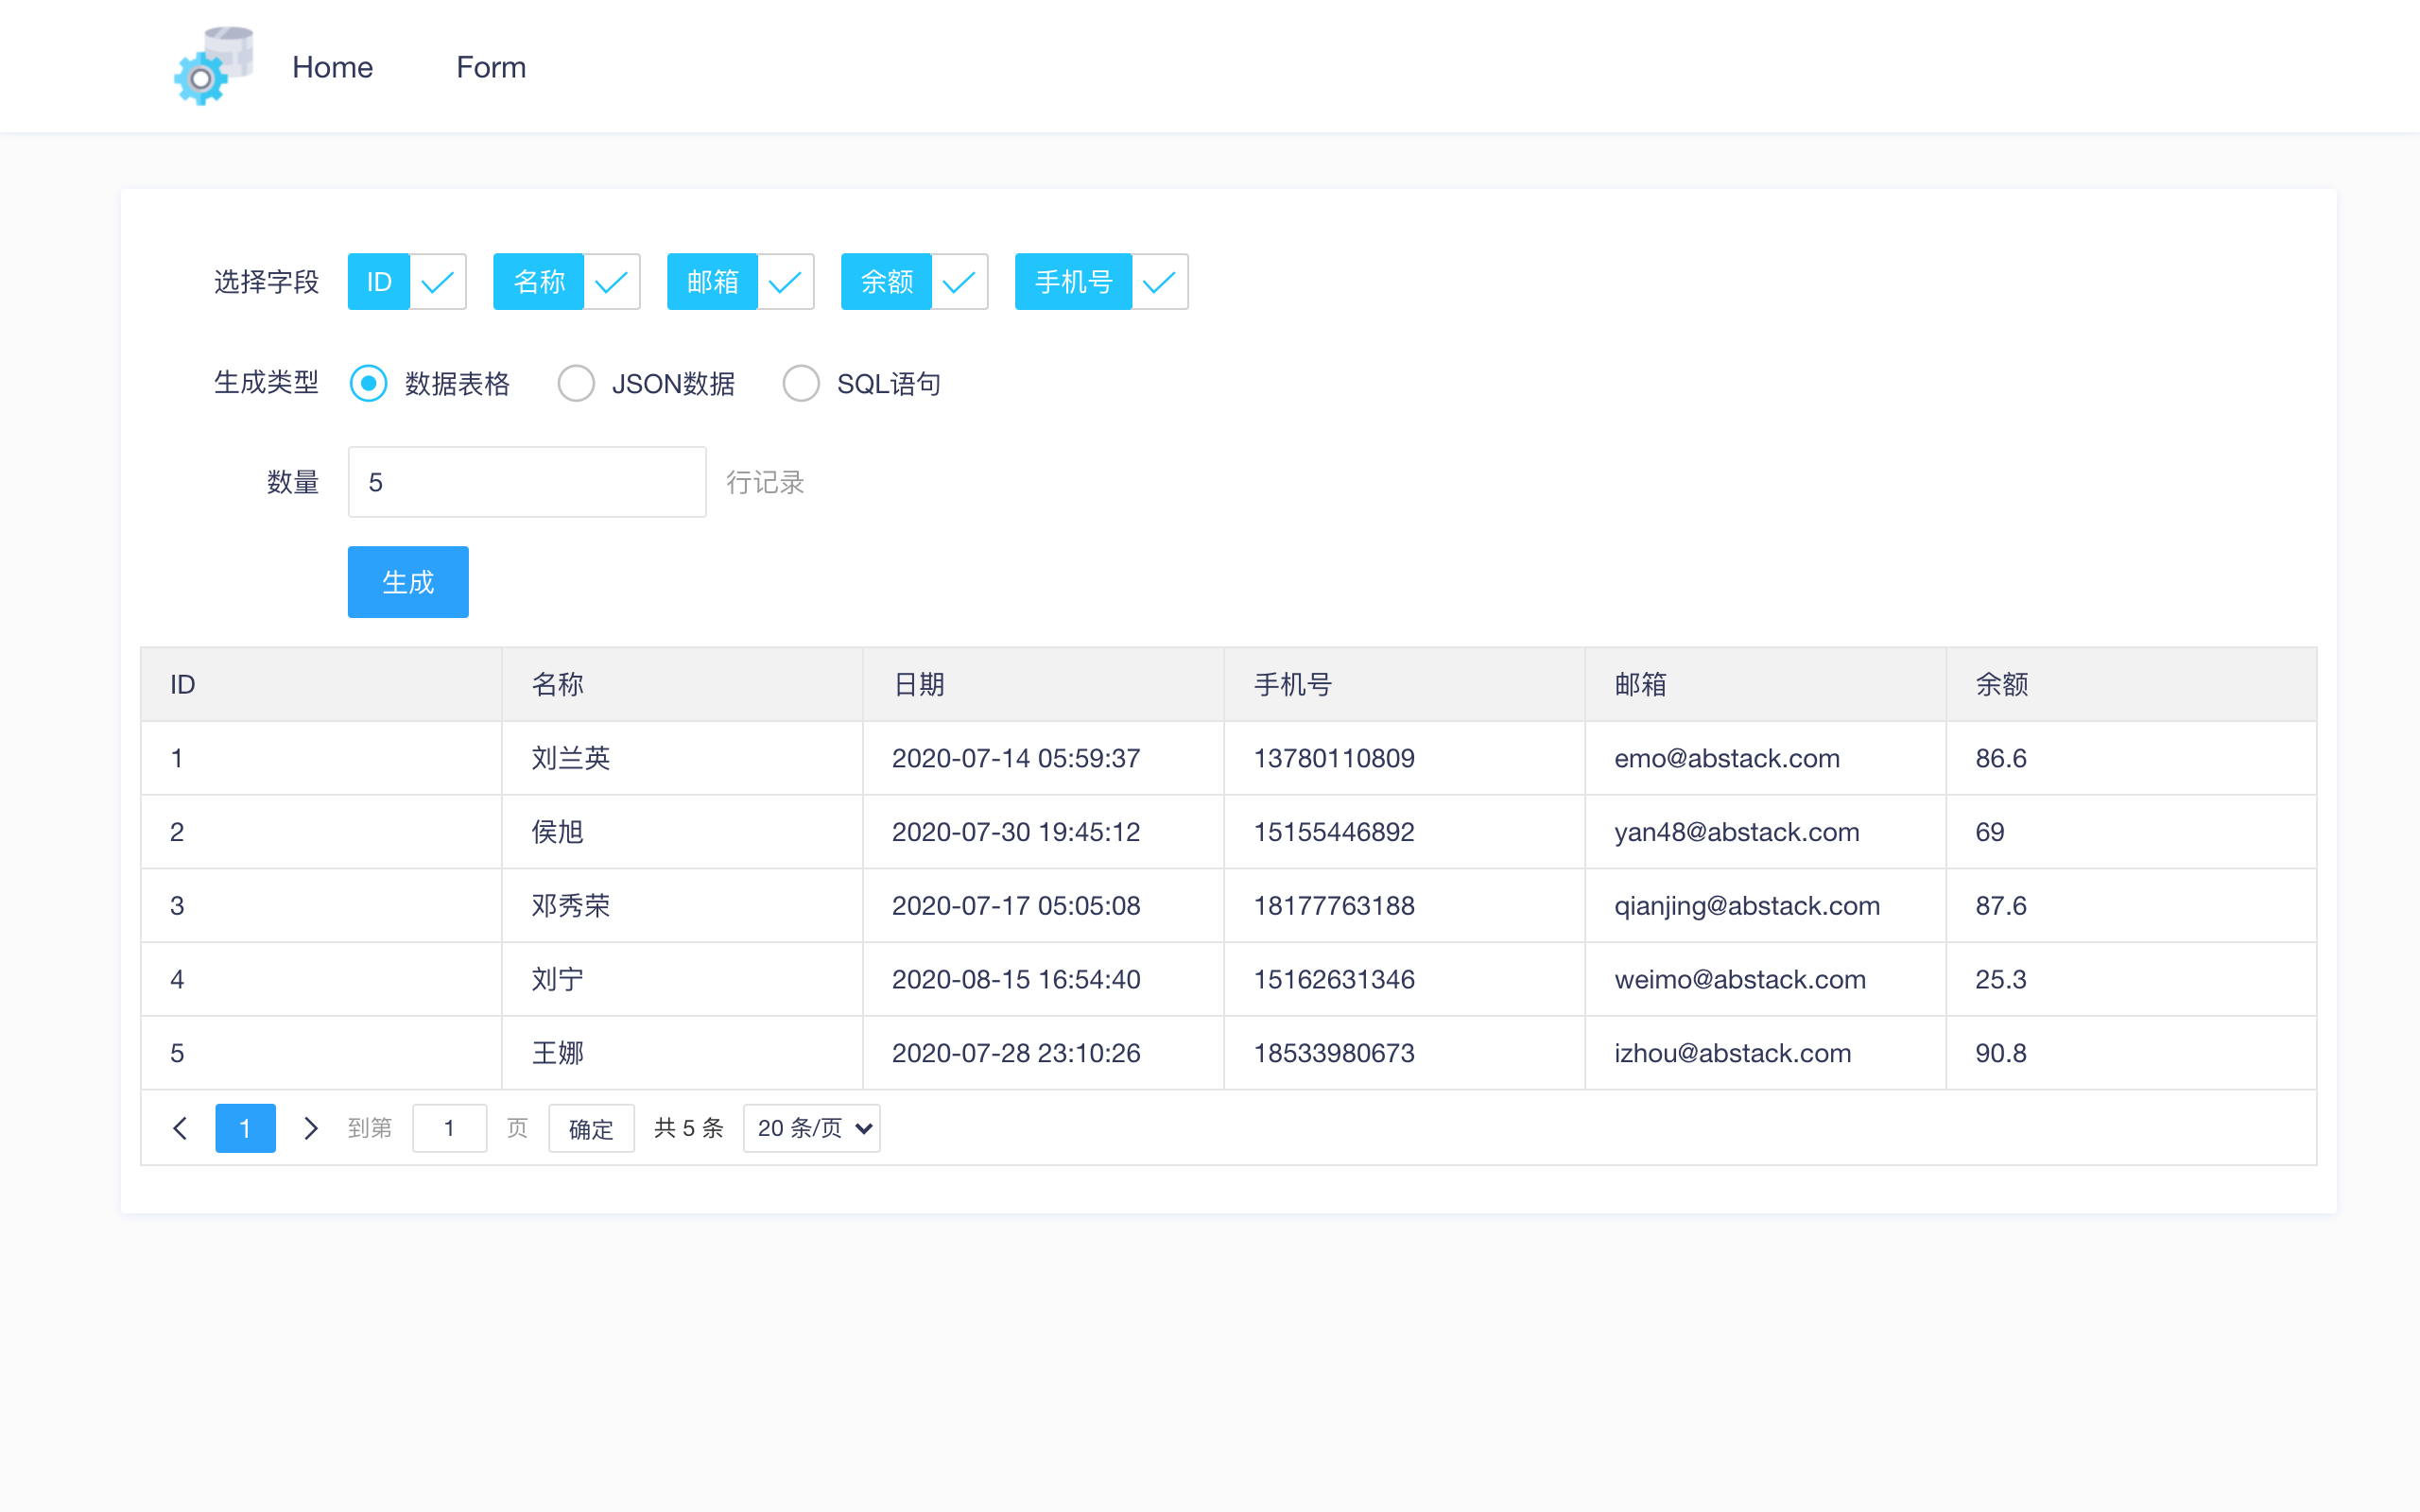 Home Form
选择字段 ID 名称 邮箱 余额 手机号
生成类型 数据表格 JSON数据 SQL语句
数量 5 行记录
生成
ID 名称 日期 手机号 邮箱 余额
1 刘兰英 2020-07-14 05:59:37 13780110809 emo@abstack.com 86.6
2 侯旭 2020-07-30 19:45:12 15155446892 yan48@abstack.com 69
3 邓秀荣 2020-07-17 05:05:08 18177763188 qianjing@abstack.com 87.6
4 刘宁 2020-08-15 16:54:40 15162631346 weimo@abstack.com 25.3
5 王娜 2020-07-28 23:10:26 18533980673 izhou@abstack.com 90.8
1 到第 1 页 确定 共 5 条 20 条/页